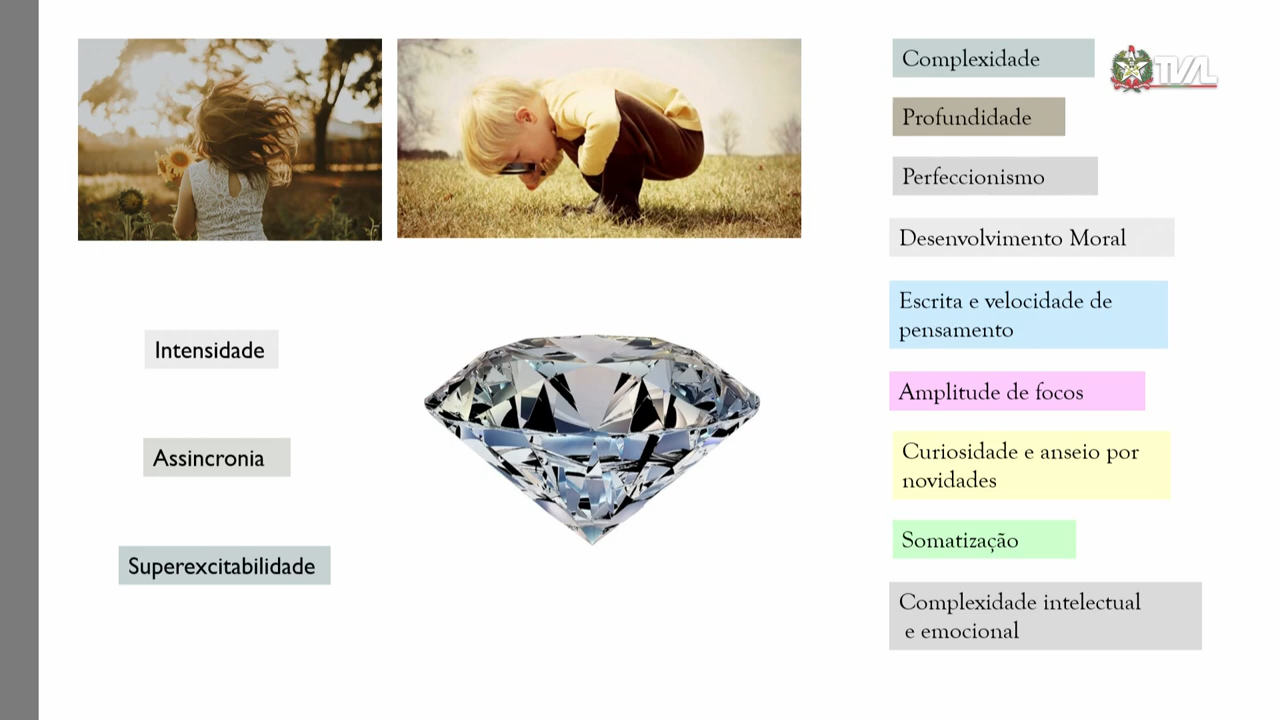 Complexidade
TVAL
Profundidade
Perfeccionismo
Desenvolvimento Moral
Escrita e velocidade de
pensamento
Amplitude de focos
Curiosidade e anseio por
novidades
Somatização
Complexidade intelectual
e emocional
Intensidade
Assincronia
Superexcitabilidade